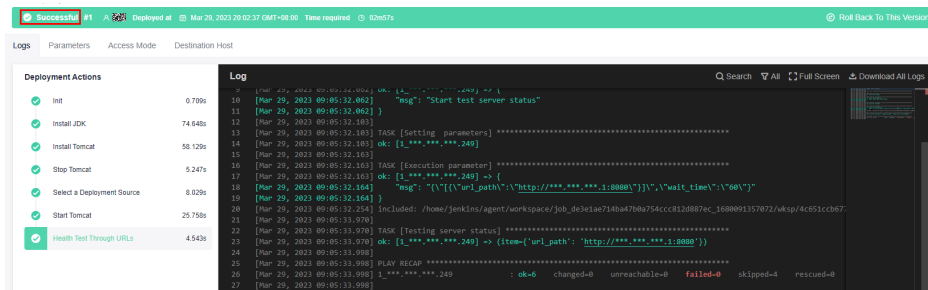 Successful #1 Deployed at Mar 29, 2023 20:02:37 GMT+08:00 Time required 02m57s Roll Back To This Version
Logs Parameters Access Mode Destination Host
Deployment Actions
Init 0.709s
Install JDK 74.648s
Install Tomcat 58.129s
Stop Tomcat 5.247s
Select a Deployment Source 8.029s
Start Tomcat 25.758s
Health Test Through URLs 4.543s
Log Search All Full Screen Download All Logs
9 [Mar 29, 2023 09:05:32.062] ok: [1_***.***.***.249] => {
10 [Mar 29, 2023 09:05:32.062] "msg": "Start test server status"
11 [Mar 29, 2023 09:05:32.062] }
12 [Mar 29, 2023 09:05:32.103]
13 [Mar 29, 2023 09:05:32.103] TASK [Setting parameters] *****************************************************
14 [Mar 29, 2023 09:05:32.103] ok: [1_***.***.***.249]
15 [Mar 29, 2023 09:05:32.163]
16 [Mar 29, 2023 09:05:32.163] TASK [Execution parameter] *****************************************************
17 [Mar 29, 2023 09:05:32.163] ok: [1_***.***.***.249] => {
18 [Mar 29, 2023 09:05:32.164] "msg": "{\"[{\"url_path\":\"http://***.***.***.1:8080\"}]\",\"wait_time\":\"60\"}"
19 [Mar 29, 2023 09:05:32.164] }
20 [Mar 29, 2023 09:05:32.254] included: /home/jenkins/agent/workspace/job_de3e1ae714ba47b0a754ccc812d887ec_1680091357072/wksp/4c651ccb67
21 [Mar 29, 2023 09:05:33.970]
22 [Mar 29, 2023 09:05:33.970] TASK [Testing server status] ***************************************************
23 [Mar 29, 2023 09:05:33.970] ok: [1_***.***.***.249] => (item={'url_path': 'http://***.***.***.1:8080'})
24 [Mar 29, 2023 09:05:33.998]
25 [Mar 29, 2023 09:05:33.998] PLAY RECAP *********************************************************************
26 [Mar 29, 2023 09:05:33.998] 1_***.***.***.249 : ok=6 changed=0 unreachable=0 failed=0 skipped=4 rescued=0
27 [Mar 29, 2023 09:05:33.998]